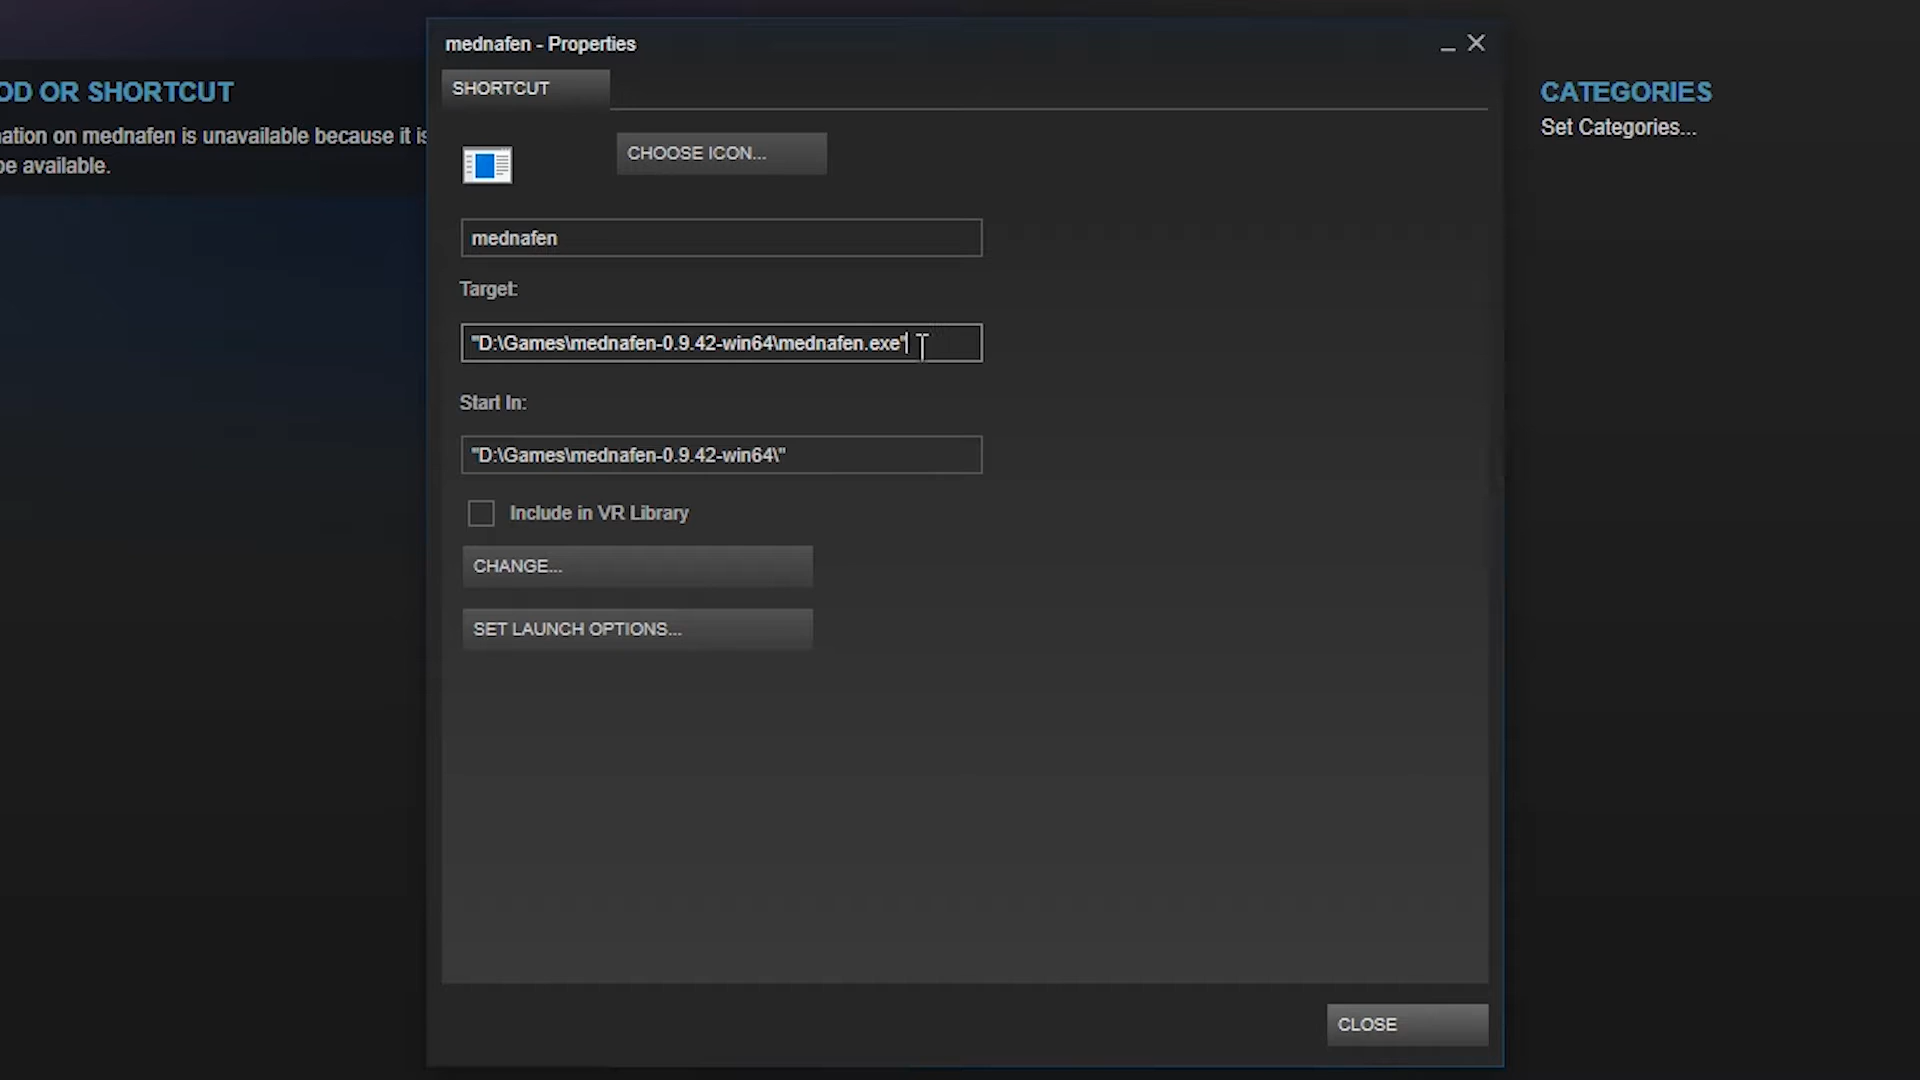 mednafen - Properties
SHORTCUT
OD OR SHORTCUT
ation on mednafen is unavailable because it is
be available.
CATEGORIES
Set Categories...
CHOOSE ICON...
mednafen
Target:
"D:\Games\mednafen-0.9.42-win64\mednafen.exe"
Start In:
"D:\Games\mednafen-0.9.42-win64\"
Include in VR Library
CHANGE...
SET LAUNCH OPTIONS...
CLOSE